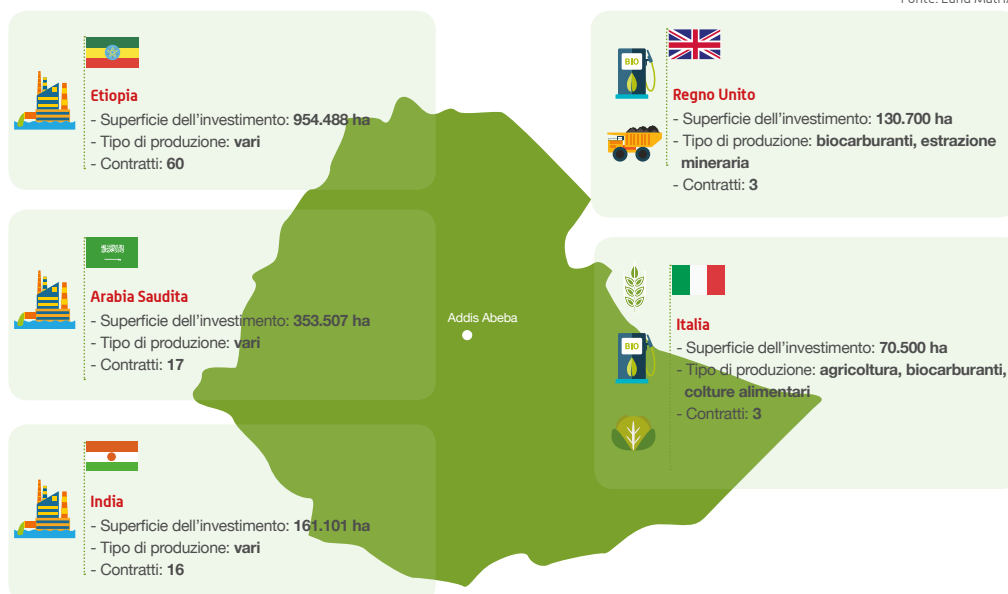 Etiopia
- Superficie dell'investimento: 954.488 ha
- Tipo di produzione: vari
- Contratti: 60
Arabia Saudita
- Superficie dell'investimento: 353.507 ha
- Tipo di produzione: vari
- Contratti: 17
India
- Superficie dell'investimento: 161.101 ha
- Tipo di produzione: vari
- Contratti: 16
Addis Abeba
BIO
Regno Unito
- Superficie dell'investimento: 130.700 ha
- Tipo di produzione: biocarburanti, estrazione
mineraria
- Contratti: 3
BIO
Italia
- Superficie dell'investimento: 70.500 ha
- Tipo di produzione: agricoltura, biocarburanti,
colture alimentari
- Contratti: 3